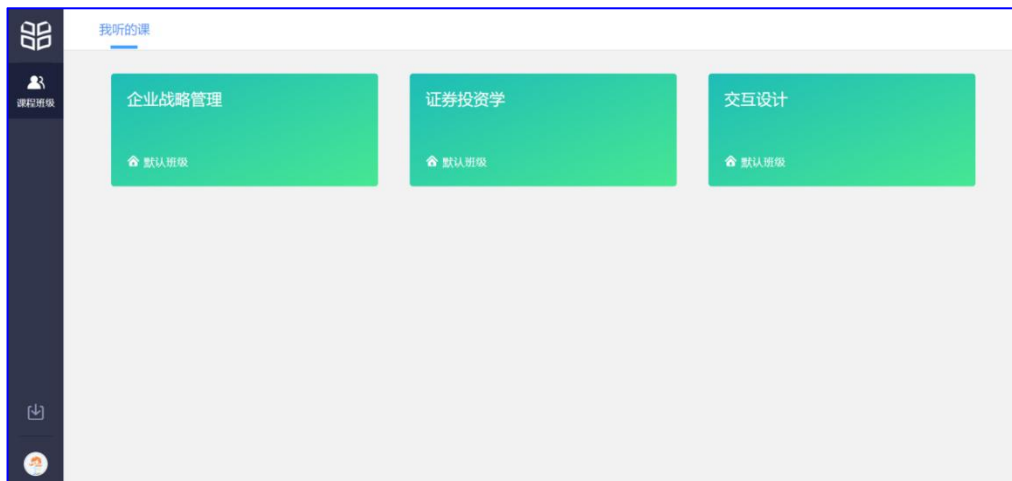 我听的课
课程班级
企业战略管理
默认班级
证券投资学
默认班级
交互设计
默认班级